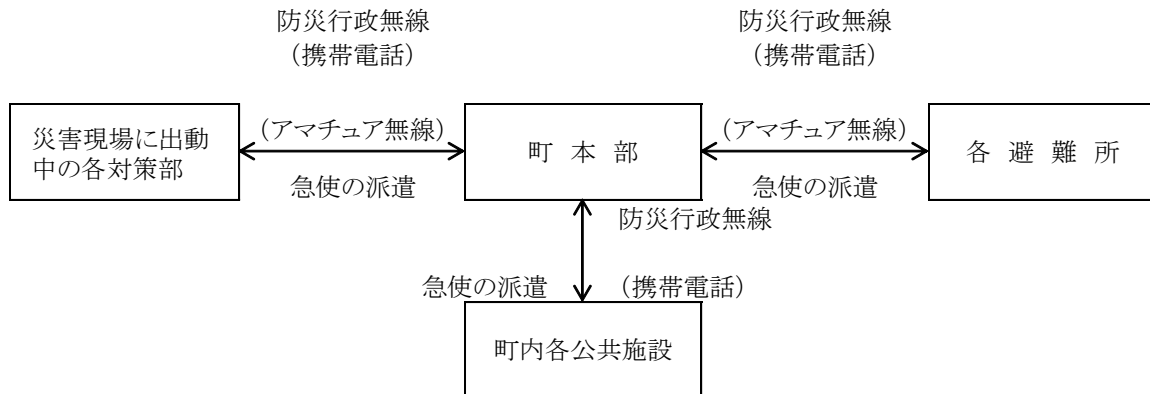 防災行政無線
（携帯電話）
防災行政無線
（携帯電話）
災害現場に出動
中の各対策部
（アマチュア無線）
急使の派遣
町 本 部
（アマチュア無線）
急使の派遣
各 避 難 所
防災行政無線
急使の派遣
（携帯電話）
町内各公共施設